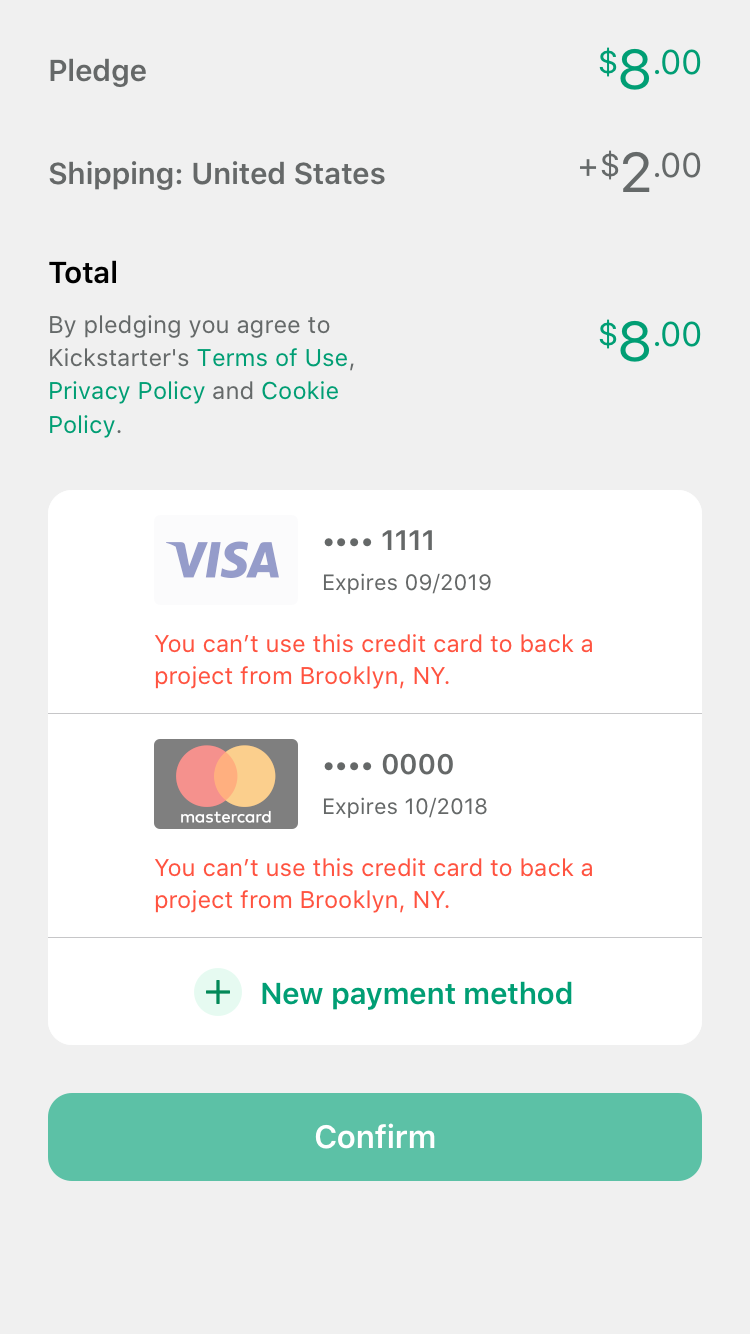 Pledge $8.00
Shipping: United States +$2.00
Total
By pledging you agree to
Kickstarter's Terms of Use,
$8.00
Privacy Policy and Cookie
Policy.
VISA
•••• 1111
Expires 09/2019
You can’t use this credit card to back a
project from Brooklyn, NY.
•••• 0000
mastercard
Expires 10/2018
You can’t use this credit card to back a
project from Brooklyn, NY.
+ New payment method
Confirm